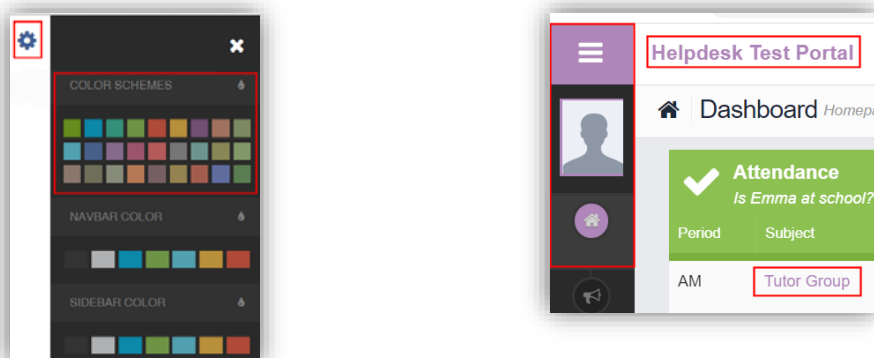 COLOR SCHEMES
NAVBAR COLOR
SIDEBAR COLOR
Helpdesk Test Portal
Dashboard
Attendance
Is Emma at school?
Period Subject
AM Tutor Group